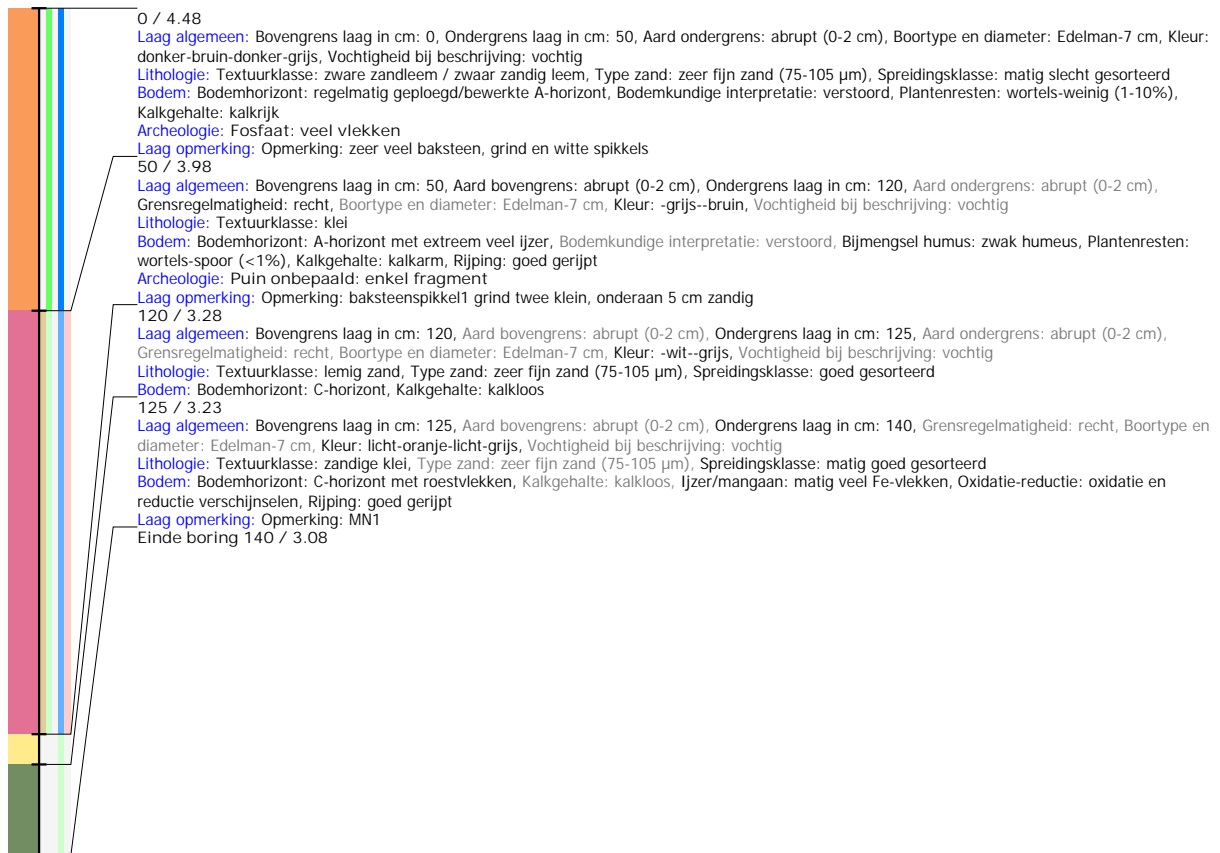 0 / 4.48
Laag algemeen: Bovengrens laag in cm: 0, Ondergrens laag in cm: 50, Aard ondergrens: abrupt (0-2 cm), Boortype en diameter: Edelman-7 cm, Kleur:
donker-bruin-donker-grijs, Vochtigheid bij beschrijving: vochtig
Lithologie: Textuurklasse: zware zandleem / zwaar zandig leem, Type zand: zeer fijn zand (75-105 µm), Spreidingsklasse: matig slecht gesorteerd
Bodem: Bodemhorizont: regelmatig geploegd/bewerkte A-horizont, Bodemkundige interpretatie: verstoord, Plantenresten: wortels-weinig (1-10%),
Kalkgehalte: kalkrijk
Archeologie: Fosfaat: veel vlekken
Laag opmerking: Opmerking: zeer veel baksteen, grind en witte spikkels
50 / 3.98
Laag algemeen: Bovengrens laag in cm: 50, Aard bovengrens: abrupt (0-2 cm), Ondergrens laag in cm: 120, Aard ondergrens: abrupt (0-2 cm),
Grensregelmatigheid: recht, Boortype en diameter: Edelman-7 cm, Kleur: -grijs--bruin, Vochtigheid bij beschrijving: vochtig
Lithologie: Textuurklasse: klei
Bodem: Bodemhorizont: A-horizont met extreem veel ijzer, Bodemkundige interpretatie: verstoord, Bijmengsel humus: zwak humeus, Plantenresten:
wortels-spoor (<1%), Kalkgehalte: kalkarm, Rijping: goed gerijpt
Archeologie: Puin onbepaald: enkel fragment
Laag opmerking: Opmerking: baksteenspikkel1 grind twee klein, onderaan 5 cm zandig
120 / 3.28
Laag algemeen: Bovengrens laag in cm: 120, Aard bovengrens: abrupt (0-2 cm), Ondergrens laag in cm: 125, Aard ondergrens: abrupt (0-2 cm),
Grensregelmatigheid: recht, Boortype en diameter: Edelman-7 cm, Kleur: -wit--grijs, Vochtigheid bij beschrijving: vochtig
Lithologie: Textuurklasse: lemig zand, Type zand: zeer fijn zand (75-105 µm), Spreidingsklasse: goed gesorteerd
Bodem: Bodemhorizont: C-horizont, Kalkgehalte: kalkloos
125 / 3.23
Laag algemeen: Bovengrens laag in cm: 125, Aard bovengrens: abrupt (0-2 cm), Ondergrens laag in cm: 140, Grensregelmatigheid: recht, Boortype en
diameter: Edelman-7 cm, Kleur: licht-oranje-licht-grijs, Vochtigheid bij beschrijving: vochtig
Lithologie: Textuurklasse: zandige klei, Type zand: zeer fijn zand (75-105 µm), Spreidingsklasse: matig goed gesorteerd
Bodem: Bodemhorizont: C-horizont met roestvlekken, Kalkgehalte: kalkloos, Ijzer/mangaan: matig veel Fe-vlekken, Oxidatie-reductie: oxidatie en
reductie verschijnselen, Rijping: goed gerijpt
Laag opmerking: Opmerking: MN1
Einde boring 140 / 3.08